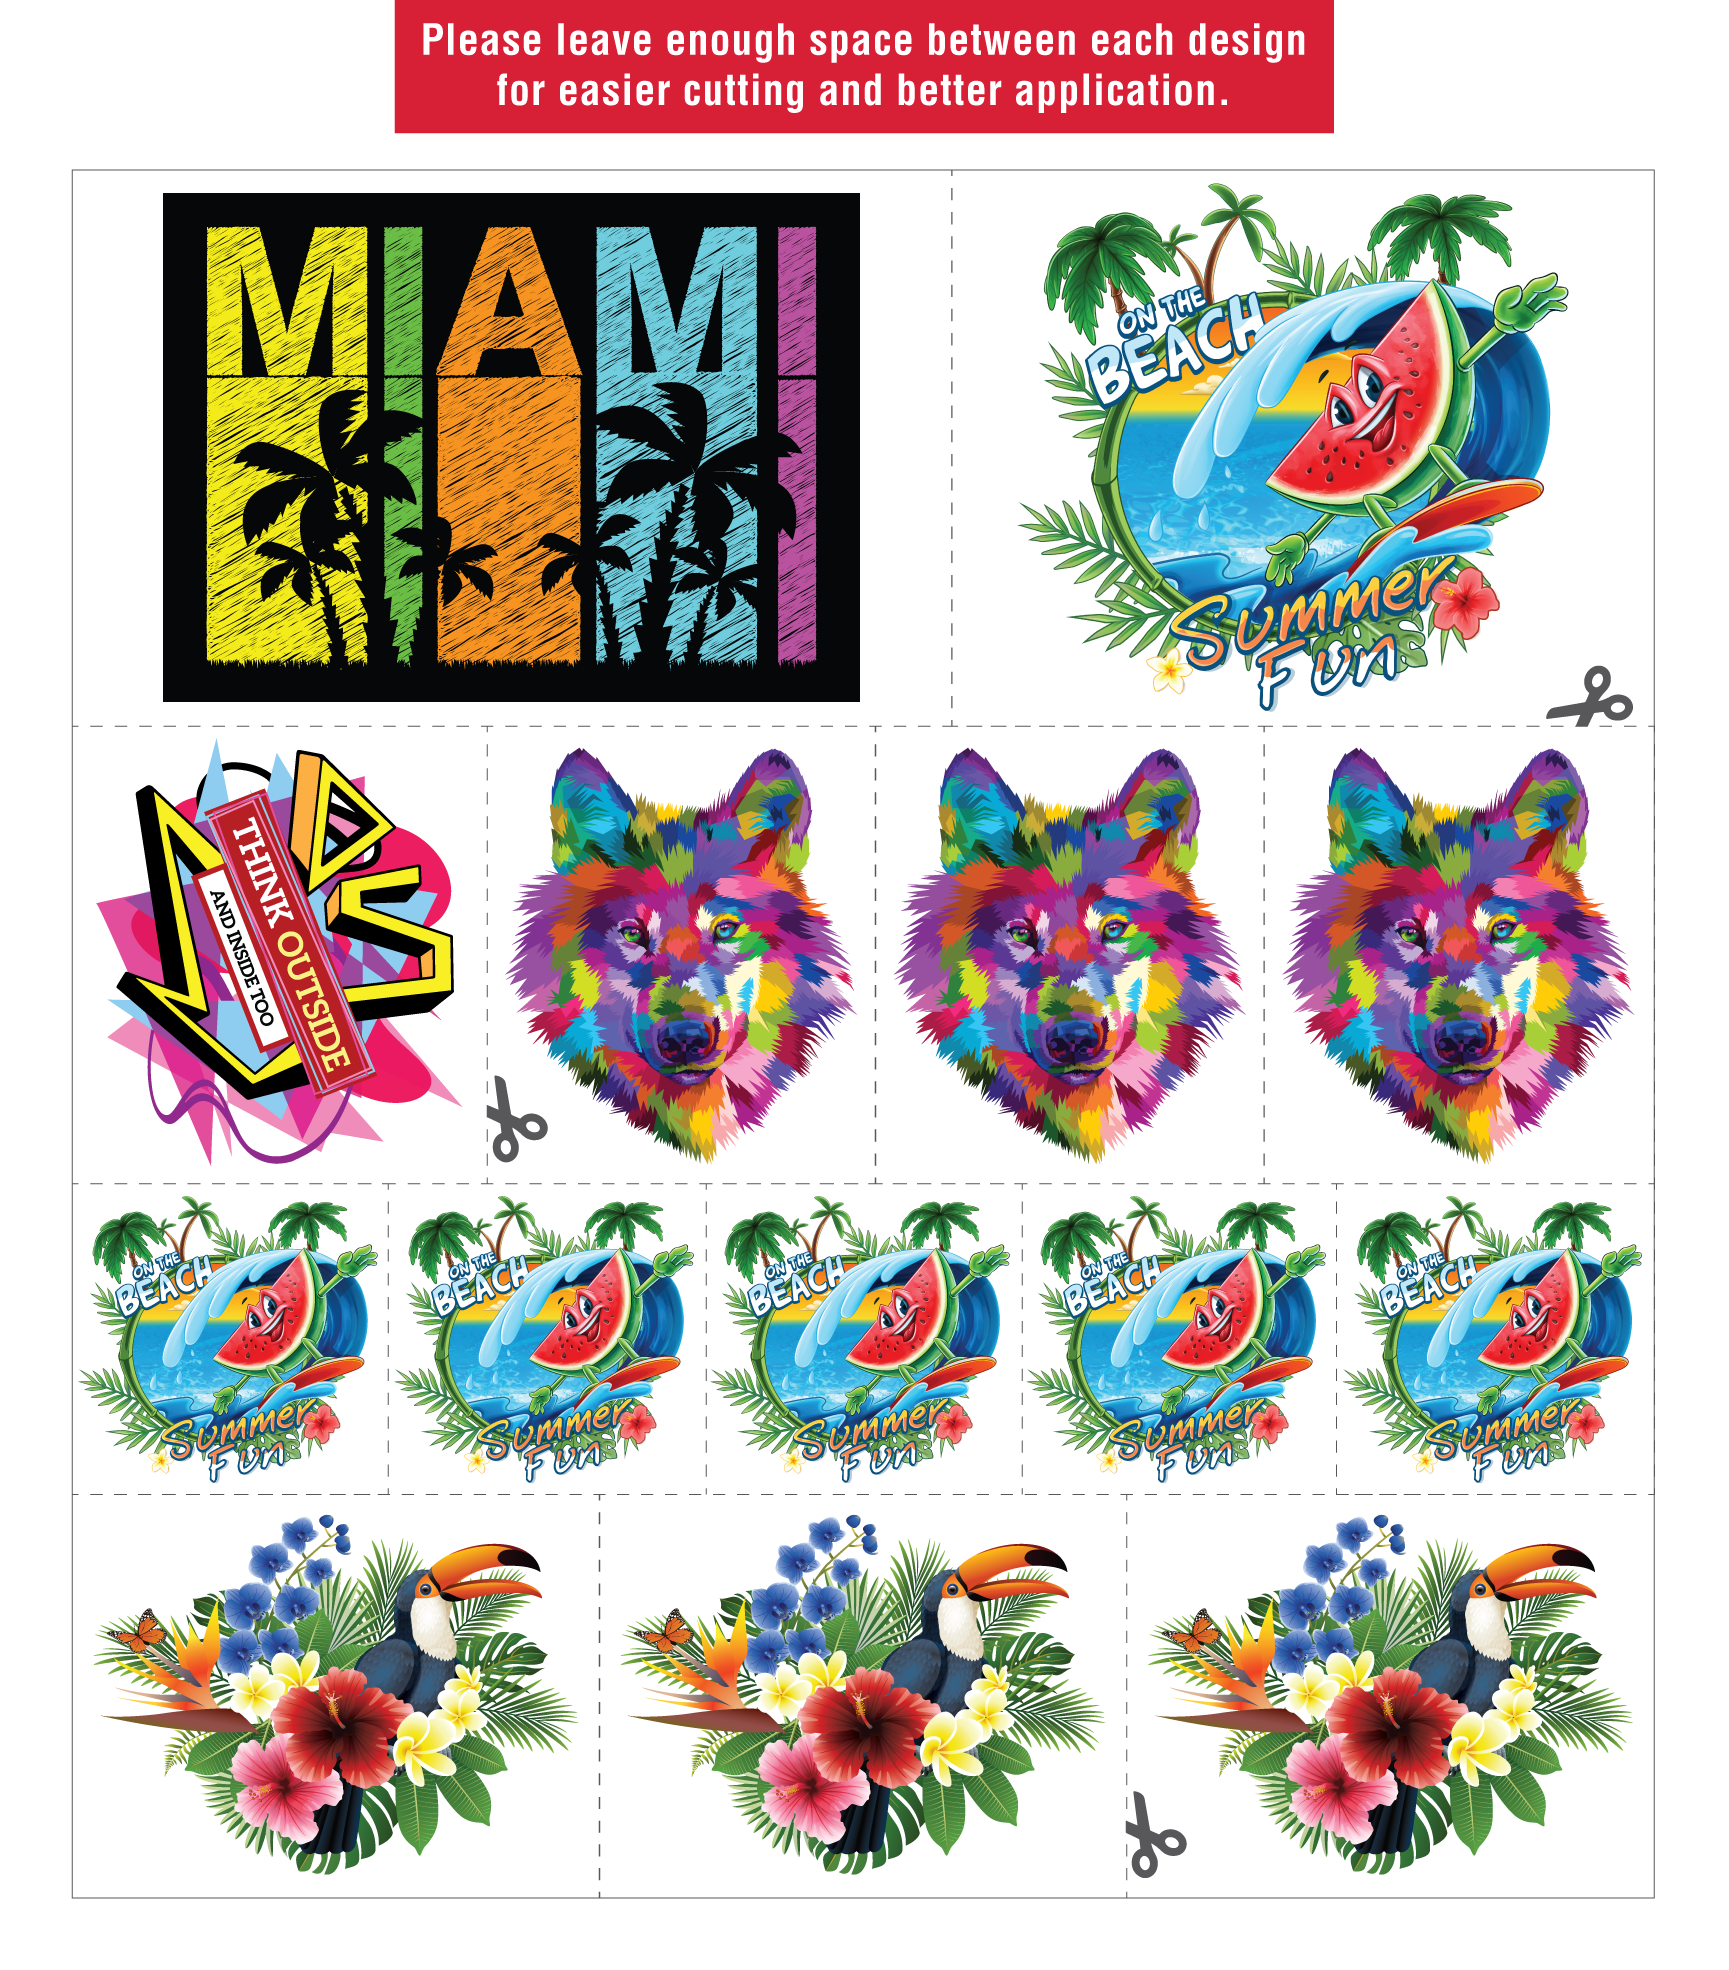 Please leave enough space between each design
for easier cutting and better application.
MIAMI
ON THE
BEACH
Summer
Fun
THINK OUTSIDE
AND INSIDE TOO
ON THE
BEACH
Summer
Fun
ON THE
BEACH
Summer
Fun
ON THE
BEACH
Summer
Fun
ON THE
BEACH
Summer
Fun
ON THE
BEACH
Summer
Fun